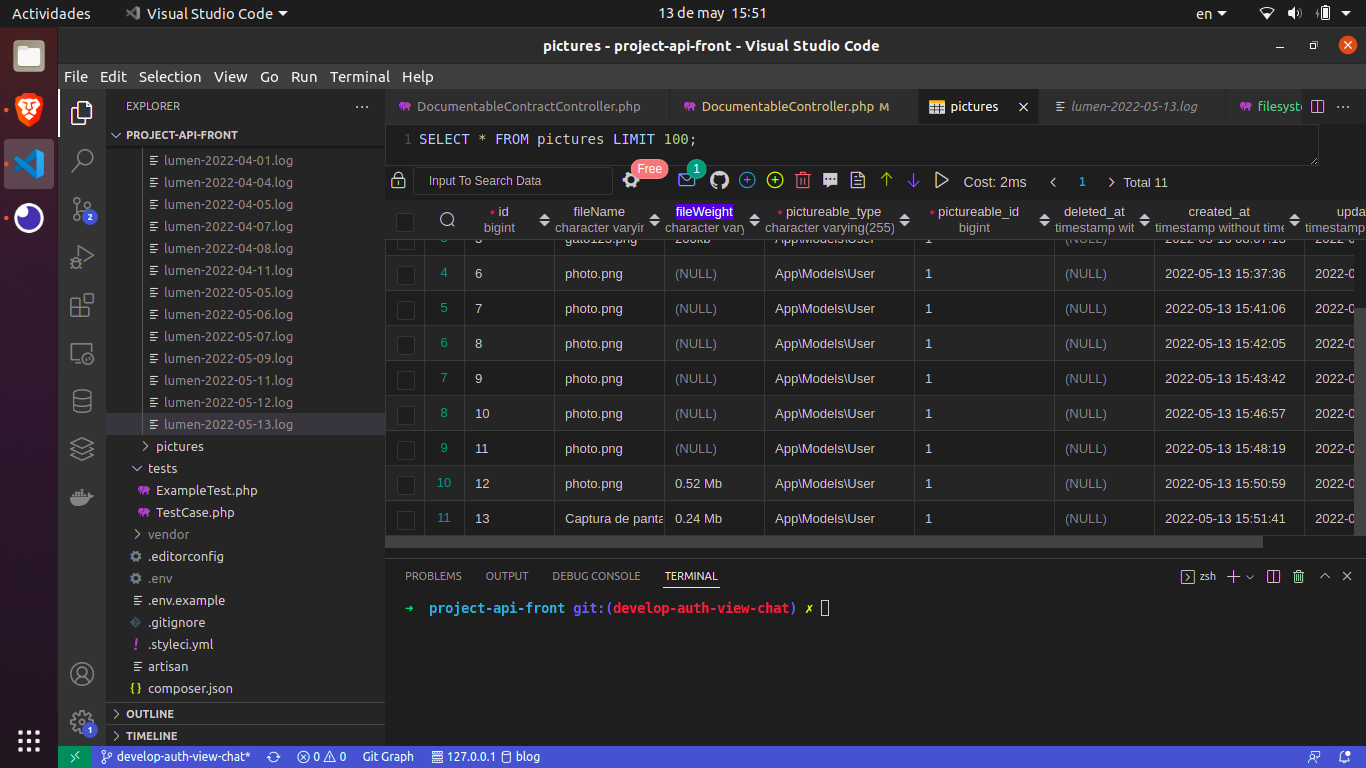 Actividades
Visual Studio Code
13 de may 15:51
en
pictures - project-api-front - Visual Studio Code
File Edit Selection View Go Run Terminal Help
EXPLORER
PROJECT-API-FRONT
lumen-2022-04-01.log
lumen-2022-04-04.log
lumen-2022-04-05.log
lumen-2022-04-07.log
lumen-2022-04-08.log
lumen-2022-04-11.log
lumen-2022-05-05.log
lumen-2022-05-06.log
lumen-2022-05-07.log
lumen-2022-05-09.log
lumen-2022-05-11.log
lumen-2022-05-12.log
lumen-2022-05-13.log
pictures
tests
ExampleTest.php
TestCase.php
vendor
.editorconfig
.env
.env.example
.gitignore
.styleci.yml
artisan
composer.json
OUTLINE
TIMELINE
2
1
DocumentableContractController.php
DocumentableController.php M
pictures
lumen-2022-05-13.log
filesyste
1 SELECT * FROM pictures LIMIT 100;
Input To Search Data
Free
1
Cost: 2ms
1
Total 11
* id fileName fileWeight * pictureable_type * pictureable_id deleted_at created_at upda
bigint character varyin character vary character varying(255) bigint timestamp wit timestamp without time timestamp
4 6 photo.png (NULL) App\Models\User 1 (NULL) 2022-05-13 15:37:36 2022-0
5 7 photo.png (NULL) App\Models\User 1 (NULL) 2022-05-13 15:41:06 2022-0
6 8 photo.png (NULL) App\Models\User 1 (NULL) 2022-05-13 15:42:05 2022-0
7 9 photo.png (NULL) App\Models\User 1 (NULL) 2022-05-13 15:43:42 2022-0
8 10 photo.png (NULL) App\Models\User 1 (NULL) 2022-05-13 15:46:57 2022-0
9 11 photo.png (NULL) App\Models\User 1 (NULL) 2022-05-13 15:48:19 2022-0
10 12 photo.png 0.52 Mb App\Models\User 1 (NULL) 2022-05-13 15:50:59 2022-0
11 13 Captura de panta 0.24 Mb App\Models\User 1 (NULL) 2022-05-13 15:51:41 2022-0
PROBLEMS OUTPUT DEBUG CONSOLE TERMINAL
zsh
➜ project-api-front git:(develop-auth-view-chat) ✗
develop-auth-view-chat* 0 0 Git Graph 127.0.0.1 blog